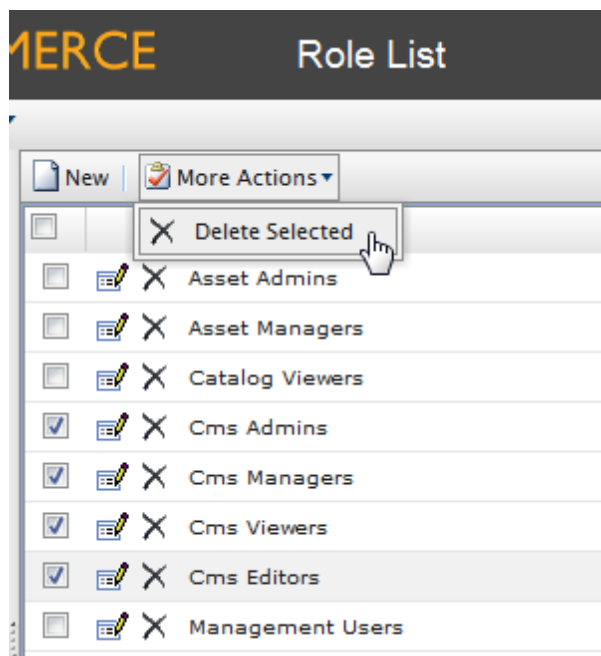 MERCE Role List
New More Actions
Delete Selected
Asset Admins
Asset Managers
Catalog Viewers
Cms Admins
Cms Managers
Cms Viewers
Cms Editors
Management Users